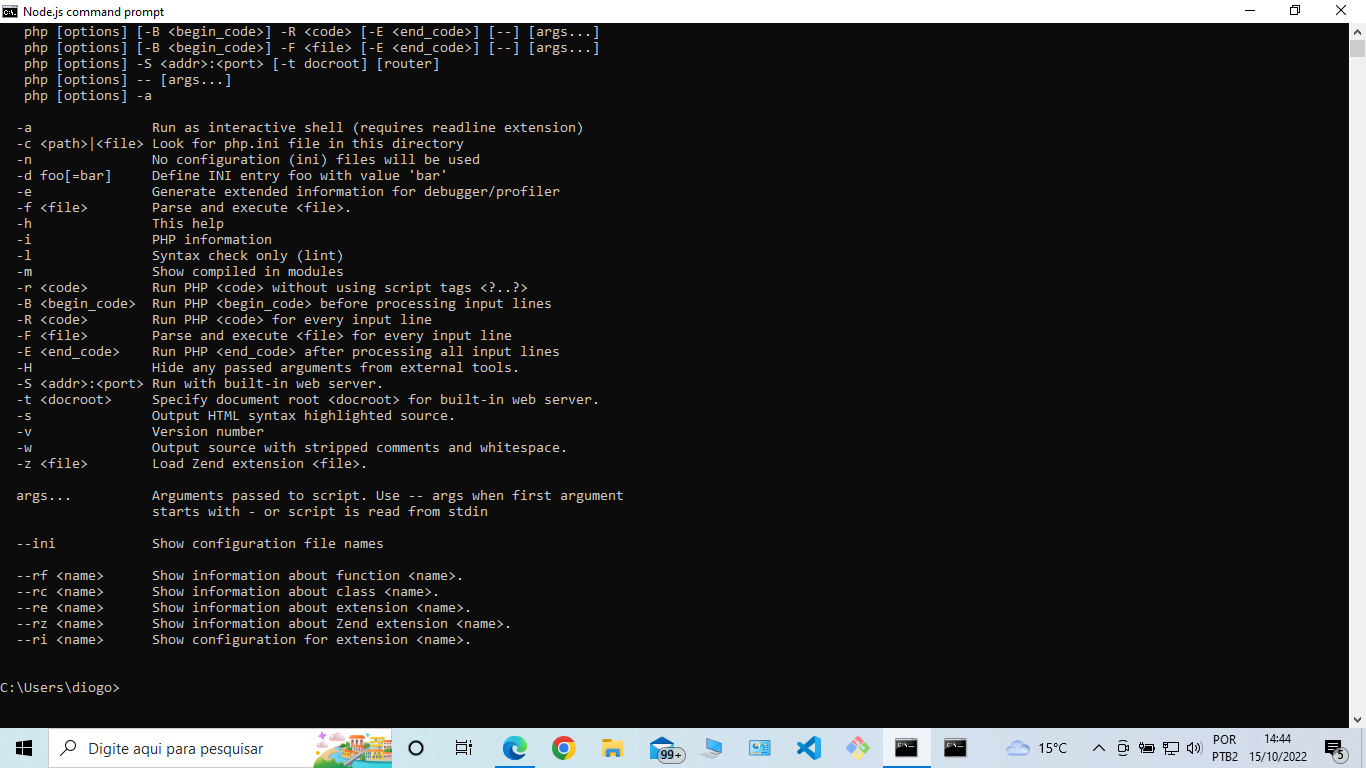 Node.js command prompt
php [options] [-B <begin_code>] -R <code> [-E <end_code>] [--] [args...]
php [options] [-B <begin_code>] -F <file> [-E <end_code>] [--] [args...]
php [options] -S <addr>:<port> [-t docroot] [router]
php [options] -- [args...]
php [options] -a
-a Run as interactive shell (requires readline extension)
-c <path>|<file> Look for php.ini file in this directory
-n No configuration (ini) files will be used
-d foo[=bar] Define INI entry foo with value 'bar'
-e Generate extended information for debugger/profiler
-f <file> Parse and execute <file>.
-h This help
-i PHP information
-l Syntax check only (lint)
-m Show compiled in modules
-r <code> Run PHP <code> without using script tags <?..?>
-B <begin_code> Run PHP <begin_code> before processing input lines
-R <code> Run PHP <code> for every input line
-F <file> Parse and execute <file> for every input line
-E <end_code> Run PHP <end_code> after processing all input lines
-H Hide any passed arguments from external tools.
-S <addr>:<port> Run with built-in web server.
-t <docroot> Specify document root <docroot> for built-in web server.
-s Output HTML syntax highlighted source.
-v Version number
-w Output source with stripped comments and whitespace.
-z <file> Load Zend extension <file>.
args... Arguments passed to script. Use -- args when first argument
starts with - or script is read from stdin
--ini Show configuration file names
--rf <name> Show information about function <name>.
--rc <name> Show information about class <name>.
--re <name> Show information about extension <name>.
--rz <name> Show information about Zend extension <name>.
--ri <name> Show configuration for extension <name>.
C:\Users\diogo>
Digite aqui para pesquisar
99+
15°C
POR
PTB2
14:44
15/10/2022
5